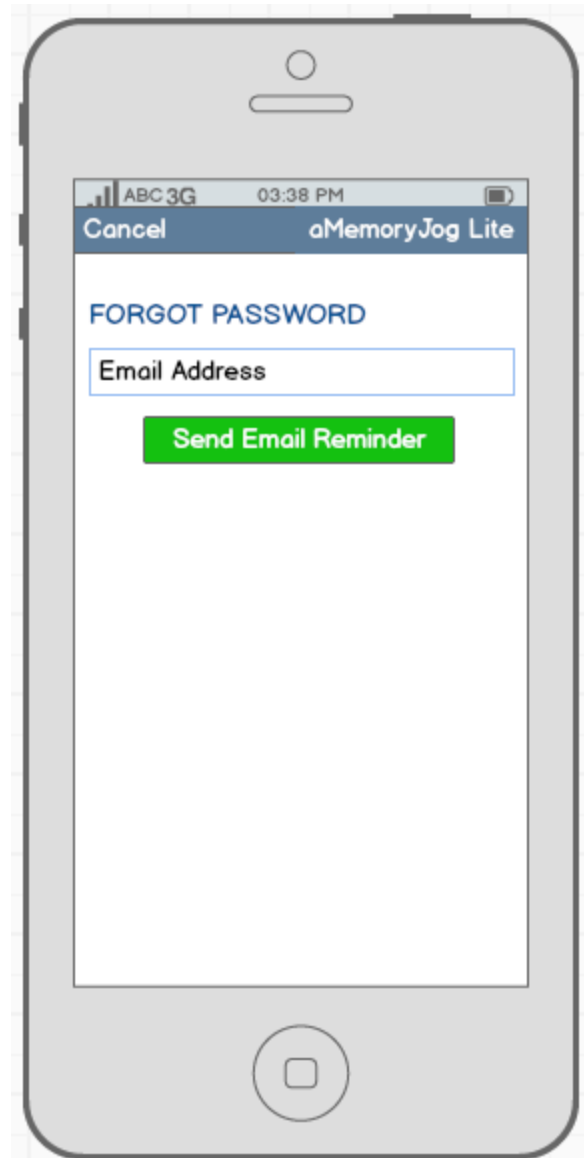 ABC 3G 03:38 PM
Cancel aMemoryJog Lite
FORGOT PASSWORD
Email Address
Send Email Reminder